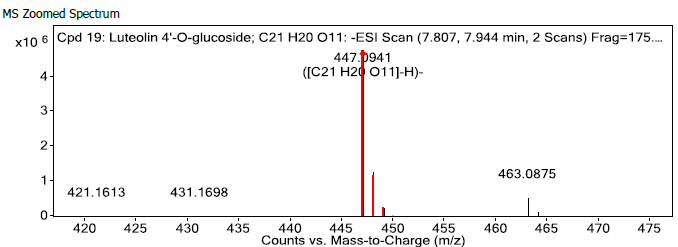 MS Zoomed Spectrum
x10 6
Cpd 19: Luteolin 4'-O-glucoside; C21 H20 O11: -ESI Scan (7.807, 7.944 min, 2 Scans) Frag=175....
447.0941
([C21 H20 O11]-H)-
4
3
2
1
0
421.1613
431.1698
463.0875
420 425 430 435 440 445 450 455 460 465 470 475
Counts vs. Mass-to-Charge (m/z)